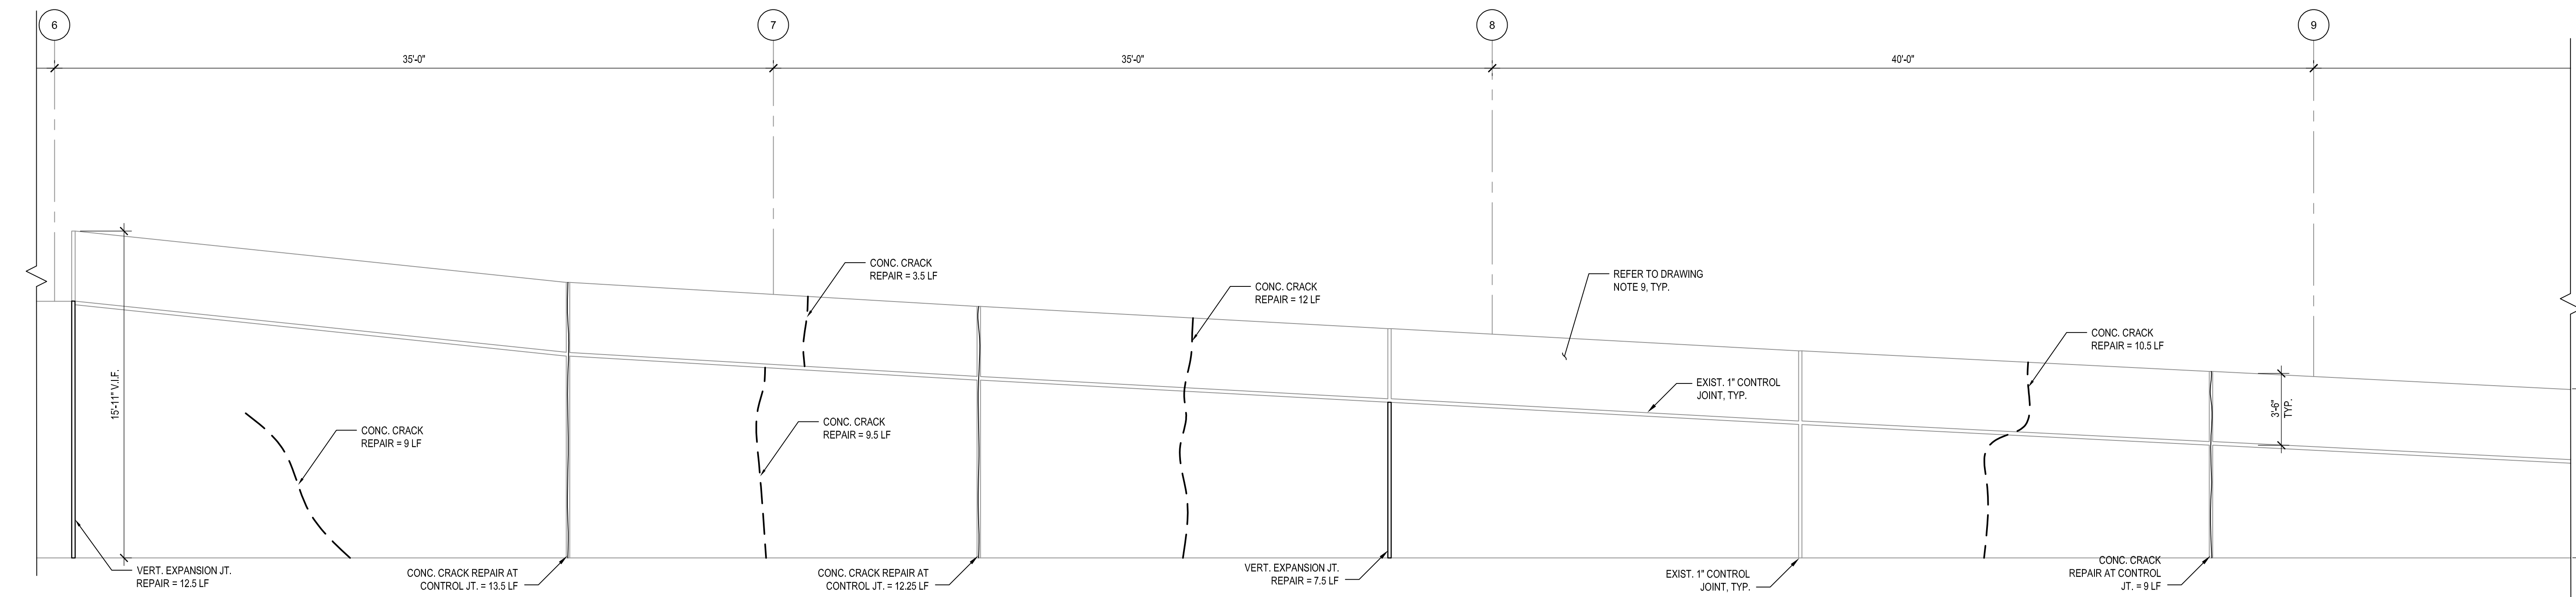 6
7
8
9
35'-0"
35'-0"
40'-0"
15'-11" V.I.F.
CONC. CRACK
REPAIR = 9 LF
VERT. EXPANSION JT.
REPAIR = 12.5 LF
CONC. CRACK REPAIR AT
CONTROL JT. = 13.5 LF
CONC. CRACK
REPAIR = 3.5 LF
CONC. CRACK
REPAIR = 9.5 LF
CONC. CRACK REPAIR AT
CONTROL JT. = 12.25 LF
CONC. CRACK
REPAIR = 12 LF
VERT. EXPANSION JT.
REPAIR = 7.5 LF
REFER TO DRAWING
NOTE 9, TYP.
EXIST. 1" CONTROL
JOINT, TYP.
EXIST. 1" CONTROL
JOINT, TYP.
CONC. CRACK
REPAIR = 10.5 LF
CONC. CRACK
REPAIR AT CONTROL
JT. = 9 LF
3'-6"
TYP.